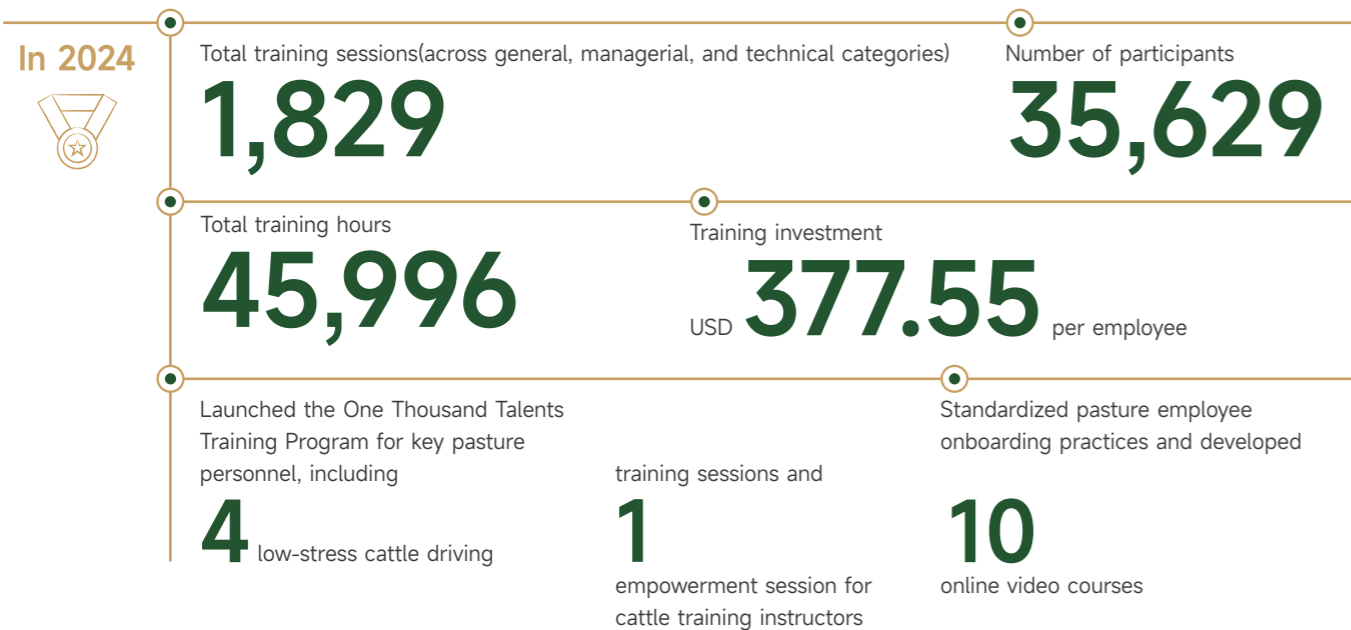 In 2024
Total training sessions(across general, managerial, and technical categories)
1,829
Number of participants
35,629
Total training hours
45,996
Training investment
USD 377.55 per employee
Launched the One Thousand Talents
Training Program for key pasture
personnel, including
4 low-stress cattle driving
training sessions and
1
empowerment session for
cattle training instructors
Standardized pasture employee
onboarding practices and developed
10
online video courses